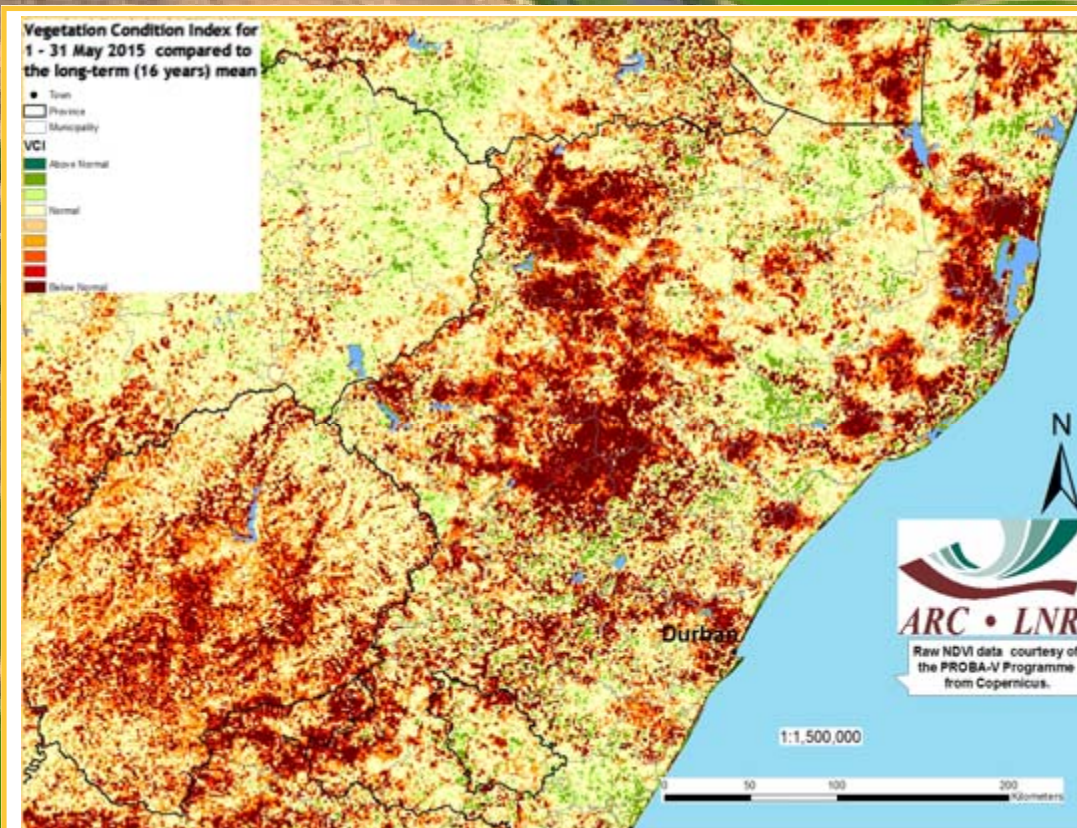 Vegetation Condition Index for
1 - 31 May 2015 compared to
the long-term (16 years) mean
Town
Province
Municipality
VCI
Above Normal
Normal
Below Normal
N
ARC • LNR
Raw NDVI data courtesy of
the PROBA-V Programme
from Copernicus.
Durban
1:1,500,000
0 50 100 200
Kilometers